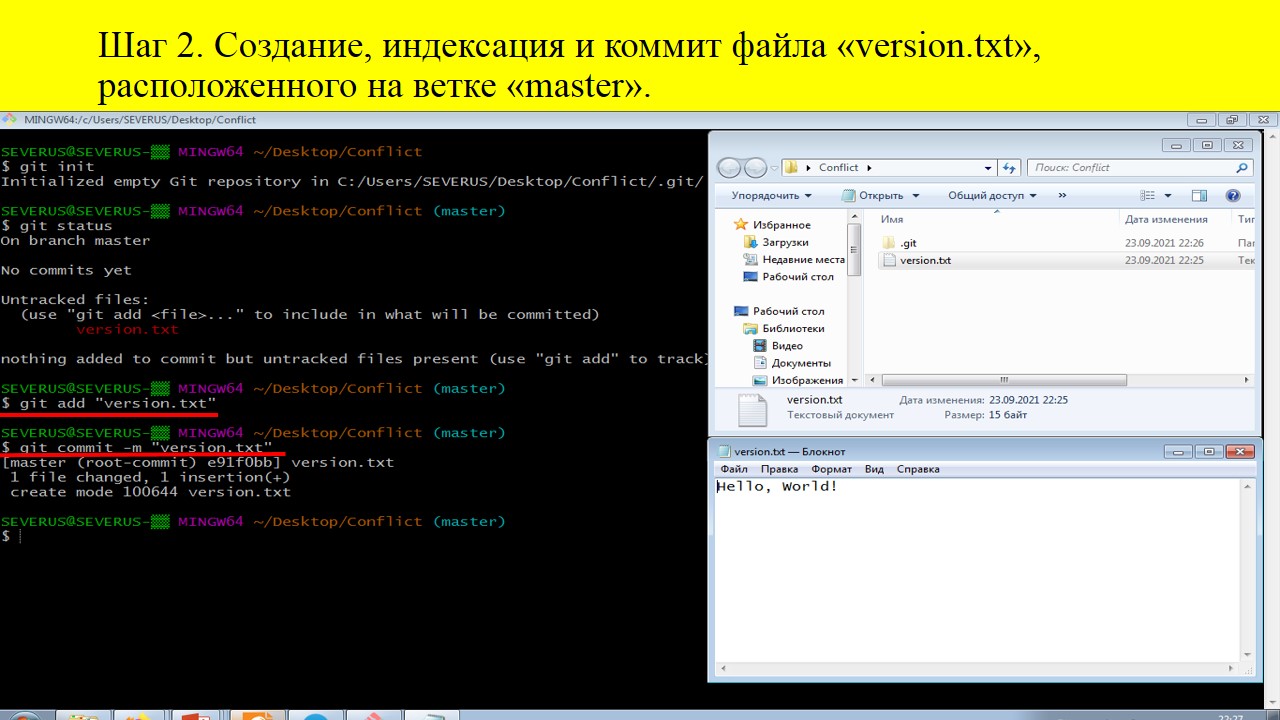 Шаг 2. Создание, индексация и коммит файла «version.txt»,
расположенного на ветке «master».
MINGW64:/c/Users/SEVERUS/Desktop/Conflict
SEVERUS@SEVERUS-▒▒ MINGW64 ~/Desktop/Conflict
$ git init
Initialized empty Git repository in C:/Users/SEVERUS/Desktop/Conflict/.git/
SEVERUS@SEVERUS-▒▒ MINGW64 ~/Desktop/Conflict (master)
$ git status
On branch master
No commits yet
Untracked files:
(use "git add <file>..." to include in what will be committed)
version.txt
nothing added to commit but untracked files present (use "git add" to track)
SEVERUS@SEVERUS-▒▒ MINGW64 ~/Desktop/Conflict (master)
$ git add "version.txt"
SEVERUS@SEVERUS-▒▒ MINGW64 ~/Desktop/Conflict (master)
$ git commit -m "version.txt"
[master (root-commit) e91f0bb] version.txt
1 file changed, 1 insertion(+)
create mode 100644 version.txt
SEVERUS@SEVERUS-▒▒ MINGW64 ~/Desktop/Conflict (master)
$
Conflict
Поиск: Conflict
Упорядочить Открыть Общий доступ »
Избранное
Загрузки
Недавние места
Рабочий стол
Рабочий стол
Библиотеки
Видео
Документы
Изображения
Имя Дата изменения Тип
.git 23.09.2021 22:26 Пап
version.txt 23.09.2021 22:25 Тек
version.txt Дата изменения: 23.09.2021 22:25
Текстовый документ Размер: 15 байт
version.txt — Блокнот
Файл Правка Формат Вид Справка
Hello, World!
22:27